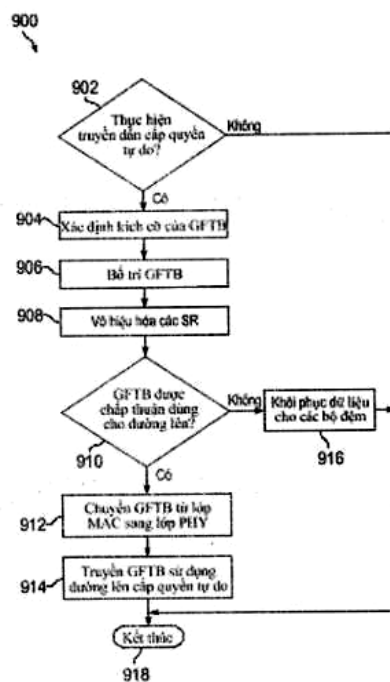 900
902
Thực hiện
truyền dẫn cấp quyền
tự do?
Không
Có
904
Xác định kích cỡ của GFTB
906
Bố trí GFTB
908
Vô hiệu hóa các SR
GFTB được
chấp thuận dùng
cho đường lên?
Không
Khôi phục dữ liệu
cho các bộ đệm
910
916
Có
912
Chuyển GFTB từ lớp
MAC sang lớp PHY
914
Truyền GFTB sử dụng
đường lên cấp quyền tự do
Kết thúc
918